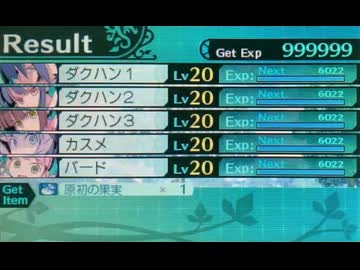 Result
Get Exp 999999
ダクハン1 Lv20 Exp: Next 6022
ダクハン2 Lv20 Exp: Next 6022
ダクハン3 Lv20 Exp: Next 6022
カスメ Lv20 Exp: Next 6022
バード Lv20 Exp: Next 6022
Get Item 原初の果実 × 1